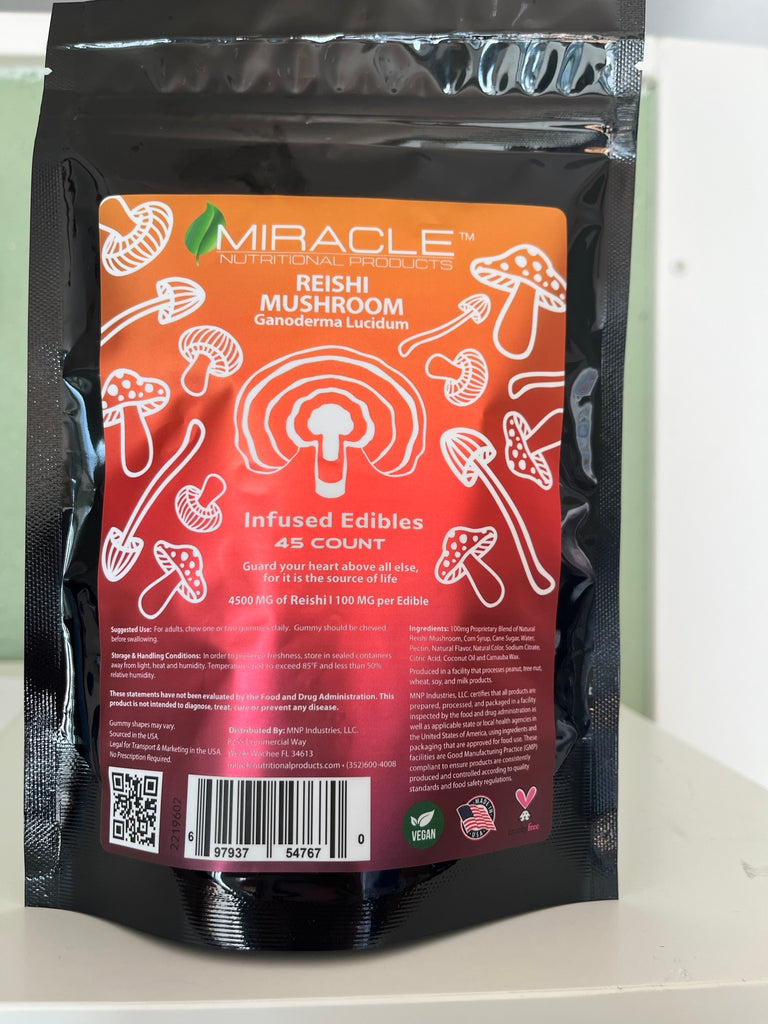 MIRACLE™
NUTRITIONAL PRODUCTS
REISHI
MUSHROOM
Ganoderma Lucidum
Infused Edibles
45 COUNT
Guard your heart above all else,
for it is the source of life
4500 MG of Reishi | 100 MG per Edible
Suggested Use: For adults, chew one or two gummies daily. Gummy should be chewed
before swallowing.
Storage & Handling Conditions: In order to preserve freshness, store in sealed containers
away from light, heat and humidity. Temperature not to exceed 85°F and less than 50%
relative humidity.
These statements have not been evaluated by the Food and Drug Administration. This
product is not intended to diagnose, treat, cure or prevent any disease.
Gummy shapes may vary.
Sourced in the USA.
Legal for Transport & Marketing in the USA.
No Prescription Required.
Distributed By: MNP Industries, LLC.
Commercial Way
Wachee FL 34613
• (352)600-4008
Ingredients: 100mg Proprietary Blend of Natural
Reishi Mushroom, Corn Syrup, Cane Sugar, Water,
Pectin, Natural Flavor, Natural Color, Sodium Citrate,
Citric Acid, Coconut Oil and Carnauba Wax.
Produced in a facility that processes peanut, tree nut,
wheat, soy, and milk products.
MNP Industries, LLC. certifies that all products are
prepared, processed, and packaged in a facility
inspected by the food and drug administration as
well as applicable state or local health agencies in
the United States of America, using ingredients and
packaging that are approved for food use. These
facilities are Good Manufacturing Practice (GMP)
compliant to ensure products are consistently
produced and controlled according to quality
standards and food safety regulations.
2219602
6 97937 54767 0
VEGAN
MADE IN
USA
free